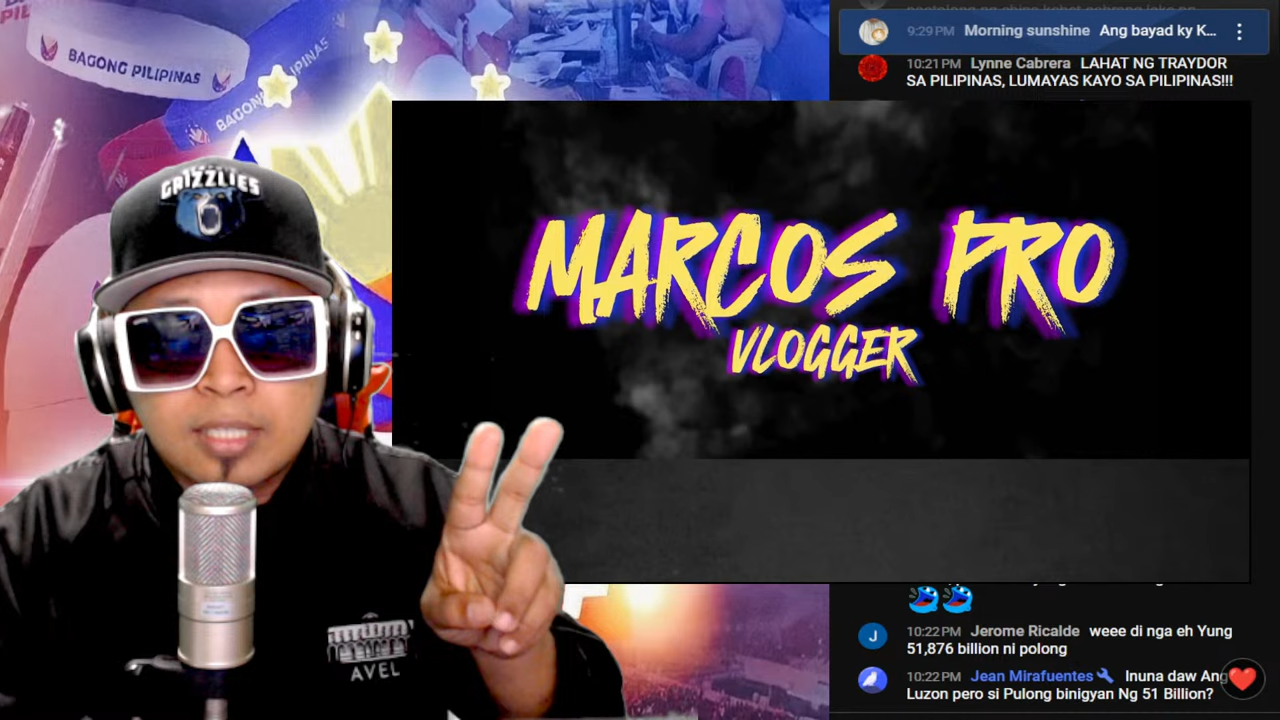 BAGONG PILIPINAS
BAGONG
PILIPINAS
GRIZZLIES
MARCOS PRO
VLOGGER
AVEL
9:29 PM Morning sunshine Ang bayad ky K...
10:21 PM Lynne Cabrera LAHAT NG TRAYDOR
SA PILIPINAS, LUMAYAS KAYO SA PILIPINAS!!!
J
10:22 PM Jerome Ricalde weee di nga eh Yung
51,876 billion ni polong
10:22 PM Jean Mirafuentes Inuna daw Ang
Luzon pero si Pulong binigyan Ng 51 Billion?